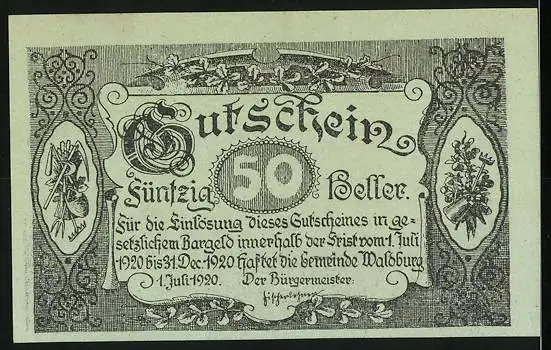 Gutschein
Fünfzig 50 Heller.
Für die Einlösung dieses Gutscheines in ge-
setzlichem Bargeld innerhalb der Frist vom 1. Juli
1920 bis 31. Dez. 1920 haftet die Gemeinde Waldburg
1. Juli 1920. Der Bürgermeister: